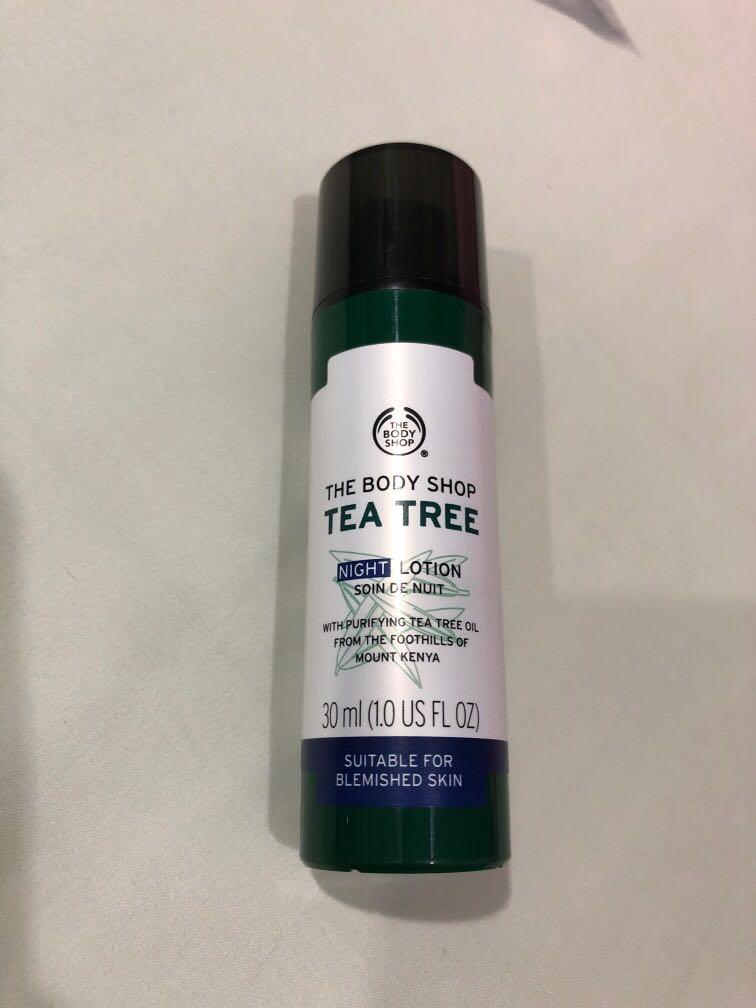 THE
BODY
SHOP
®
THE BODY SHOP
TEA TREE
NIGHT LOTION
SOIN DE NUIT
WITH PURIFYING TEA TREE OIL
FROM THE FOOTHILLS OF
MOUNT KENYA
30 ml (1.0 US FL OZ)
SUITABLE FOR
BLEMISHED SKIN